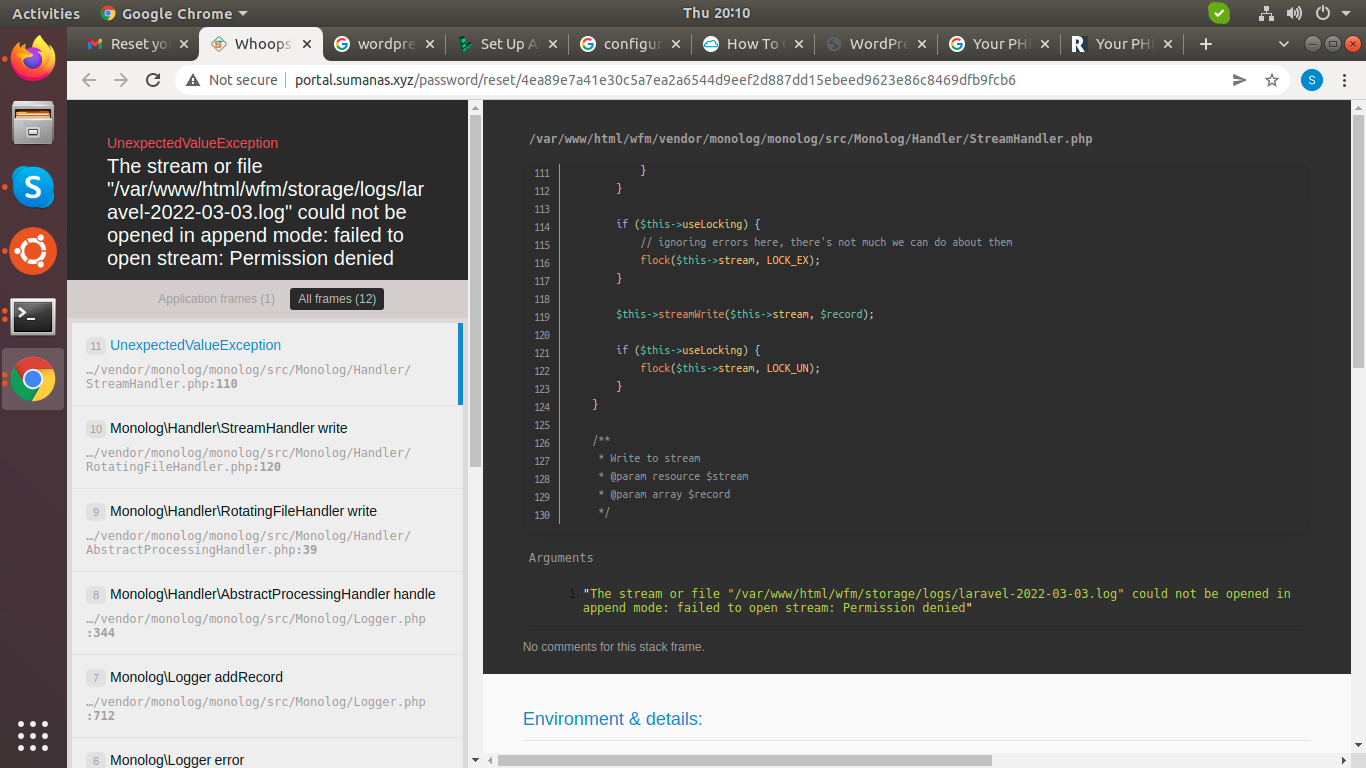 Activities
Google Chrome
Thu 20:10
Reset yo
Whoops
wordpre
Set Up A
configur
How To
WordPre
Your PH
R
Your PH
Not secure
portal.sumanas.xyz/password/reset/4ea89e7a41e30c5a7ea2a6544d9eef2d887dd15ebeed9623e86c8469dfb9fcb6
S
UnexpectedValueException
The stream or file
"/var/www/html/wfm/storage/logs/lar
avel-2022-03-03.log" could not be
opened in append mode: failed to
open stream: Permission denied
Application frames (1)
All frames (12)
11 UnexpectedValueException
…/vendor/monolog/monolog/src/Monolog/Handler/
StreamHandler.php:110
10 Monolog\Handler\StreamHandler write
…/vendor/monolog/monolog/src/Monolog/Handler/
RotatingFileHandler.php:120
9 Monolog\Handler\RotatingFileHandler write
…/vendor/monolog/monolog/src/Monolog/Handler/
AbstractProcessingHandler.php:39
8 Monolog\Handler\AbstractProcessingHandler handle
…/vendor/monolog/monolog/src/Monolog/Logger.php
:344
7 Monolog\Logger addRecord
…/vendor/monolog/monolog/src/Monolog/Logger.php
:712
6 Monolog\Logger error
/var/www/html/wfm/vendor/monolog/monolog/src/Monolog/Handler/StreamHandler.php
111 }
112 }
113
114 if ($this->useLocking) {
115 // ignoring errors here, there's not much we can do about them
116 flock($this->stream, LOCK_EX);
117 }
118
119 $this->streamWrite($this->stream, $record);
120
121 if ($this->useLocking) {
122 flock($this->stream, LOCK_UN);
123 }
124 }
125
126 /**
127 * Write to stream
128 * @param resource $stream
129 * @param array $record
130 */
Arguments
1. "The stream or file "/var/www/html/wfm/storage/logs/laravel-2022-03-03.log" could not be opened in
append mode: failed to open stream: Permission denied"
No comments for this stack frame.
Environment & details: